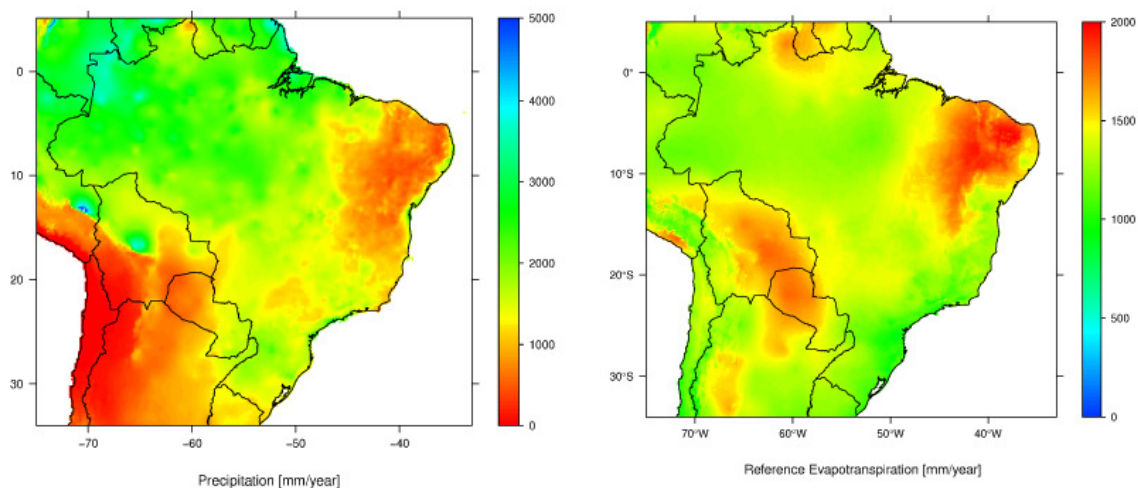 0
10
20
30
−70
−60
−50
−40
5000
4000
3000
2000
1000
0
Precipitation [mm/year]
0°
10°S
20°S
30°S
70°W
60°W
50°W
40°W
2000
1500
1000
500
0
Reference Evapotranspiration [mm/year]